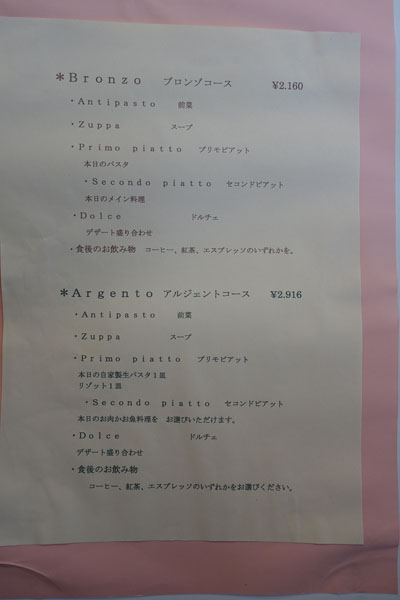 ＊Bronzo ブロンゾコース ¥2.160
・Antipasto 前菜
・Zuppa スープ
・Primo piatto プリモピアット
本日のパスタ
・Secondo piatto セコンドピアット
本日のメイン料理
・Dolce ドルチェ
デザート盛り合わせ
・食後のお飲み物 コーヒー、紅茶、エスプレッソのいずれかを。
＊Argento アルジェントコース ¥2.916
・Antipasto 前菜
・Zuppa スープ
・Primo piatto プリモピアット
本日の自家製生パスタ１皿
リゾット１皿
・Secondo piatto セコンドピアット
本日のお肉かお魚料理を お選びいただけます。
・Dolce ドルチェ
デザート盛り合わせ
・食後のお飲み物
コーヒー、紅茶、エスプレッソのいずれかをお選びください。